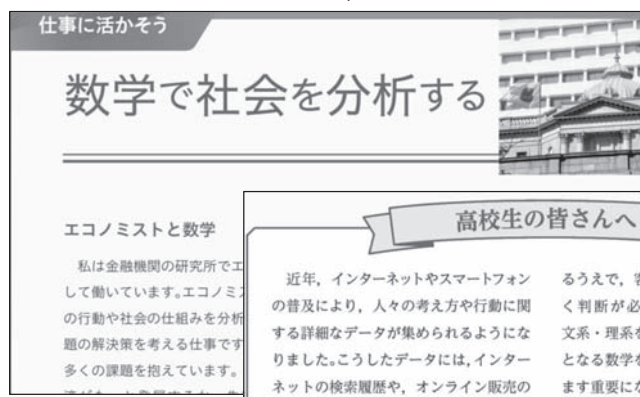 仕事に活かそう
数学で社会を分析する
エコノミストと数学
私は金融機関の研究所でエ
して働いています。エコノミ
の行動や社会の仕組みを分析
題の解決策を考える仕事です
多くの課題を抱えています。
高校生の皆さんへ
近年，インターネットやスマートフォン
の普及により，人々の考え方や行動に関
する詳細なデータが集められるようにな
りました。こうしたデータには，インター
ネットの検索履歴や，オンライン販売の
るうえで，
く判断が必
文系・理系を
となる数学を
ます重要にな